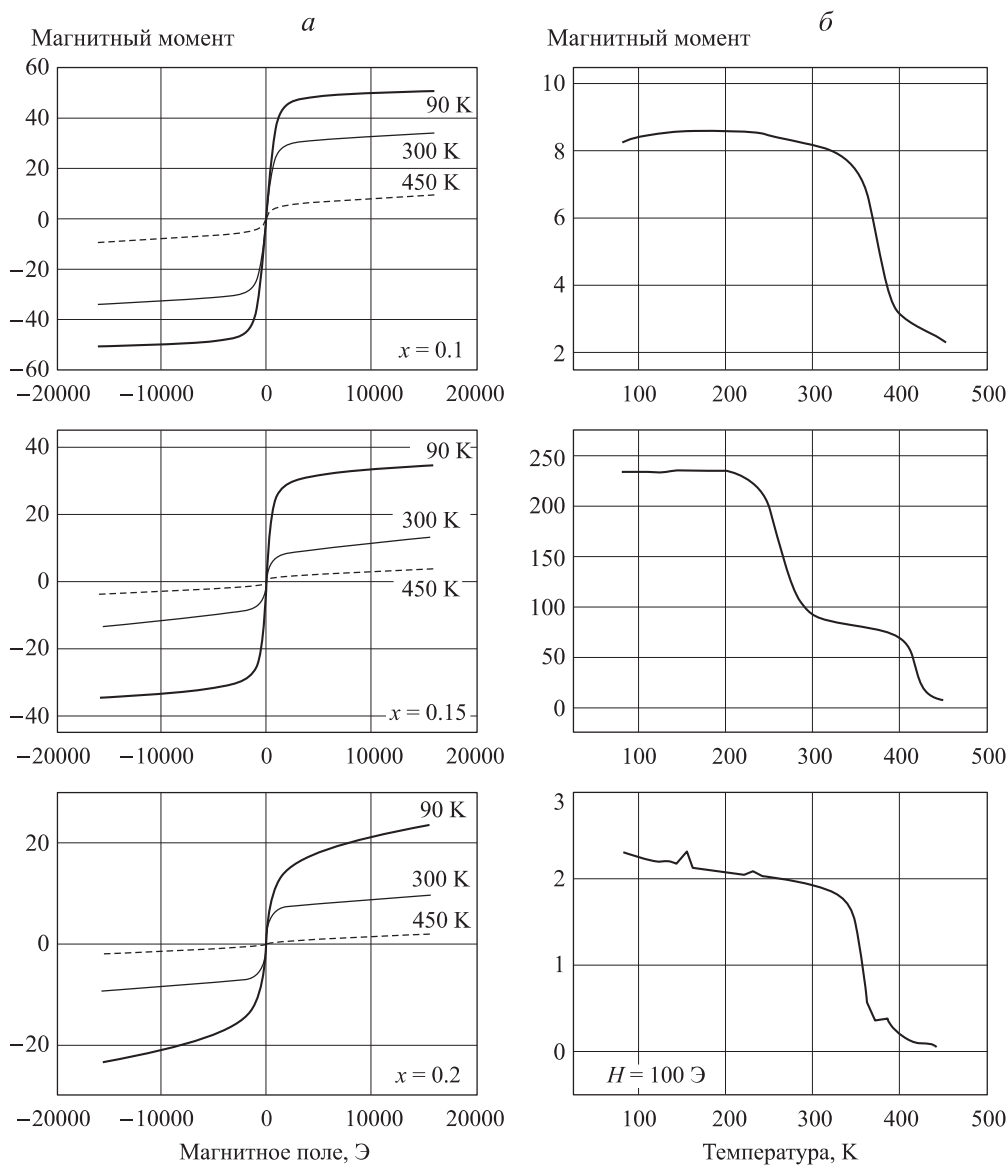 а
Магнитный момент
60
40
20
0
−20
−40
−60
90 K
300 K
450 K
x = 0.1
−20000 −10000 0 10000 20000
б
Магнитный момент
10
8
6
4
2
100 200 300 400 500
40
20
0
−20
−40
90 K
300 K
450 K
x = 0.15
−20000 −10000 0 10000 20000
250
200
150
100
50
0
100 200 300 400 500
20
0
−20
90 K
300 K
450 K
x = 0.2
−20000 −10000 0 10000 20000
Магнитное поле, Э
3
2
1
0
H = 100 Э
100 200 300 400 500
Температура, K